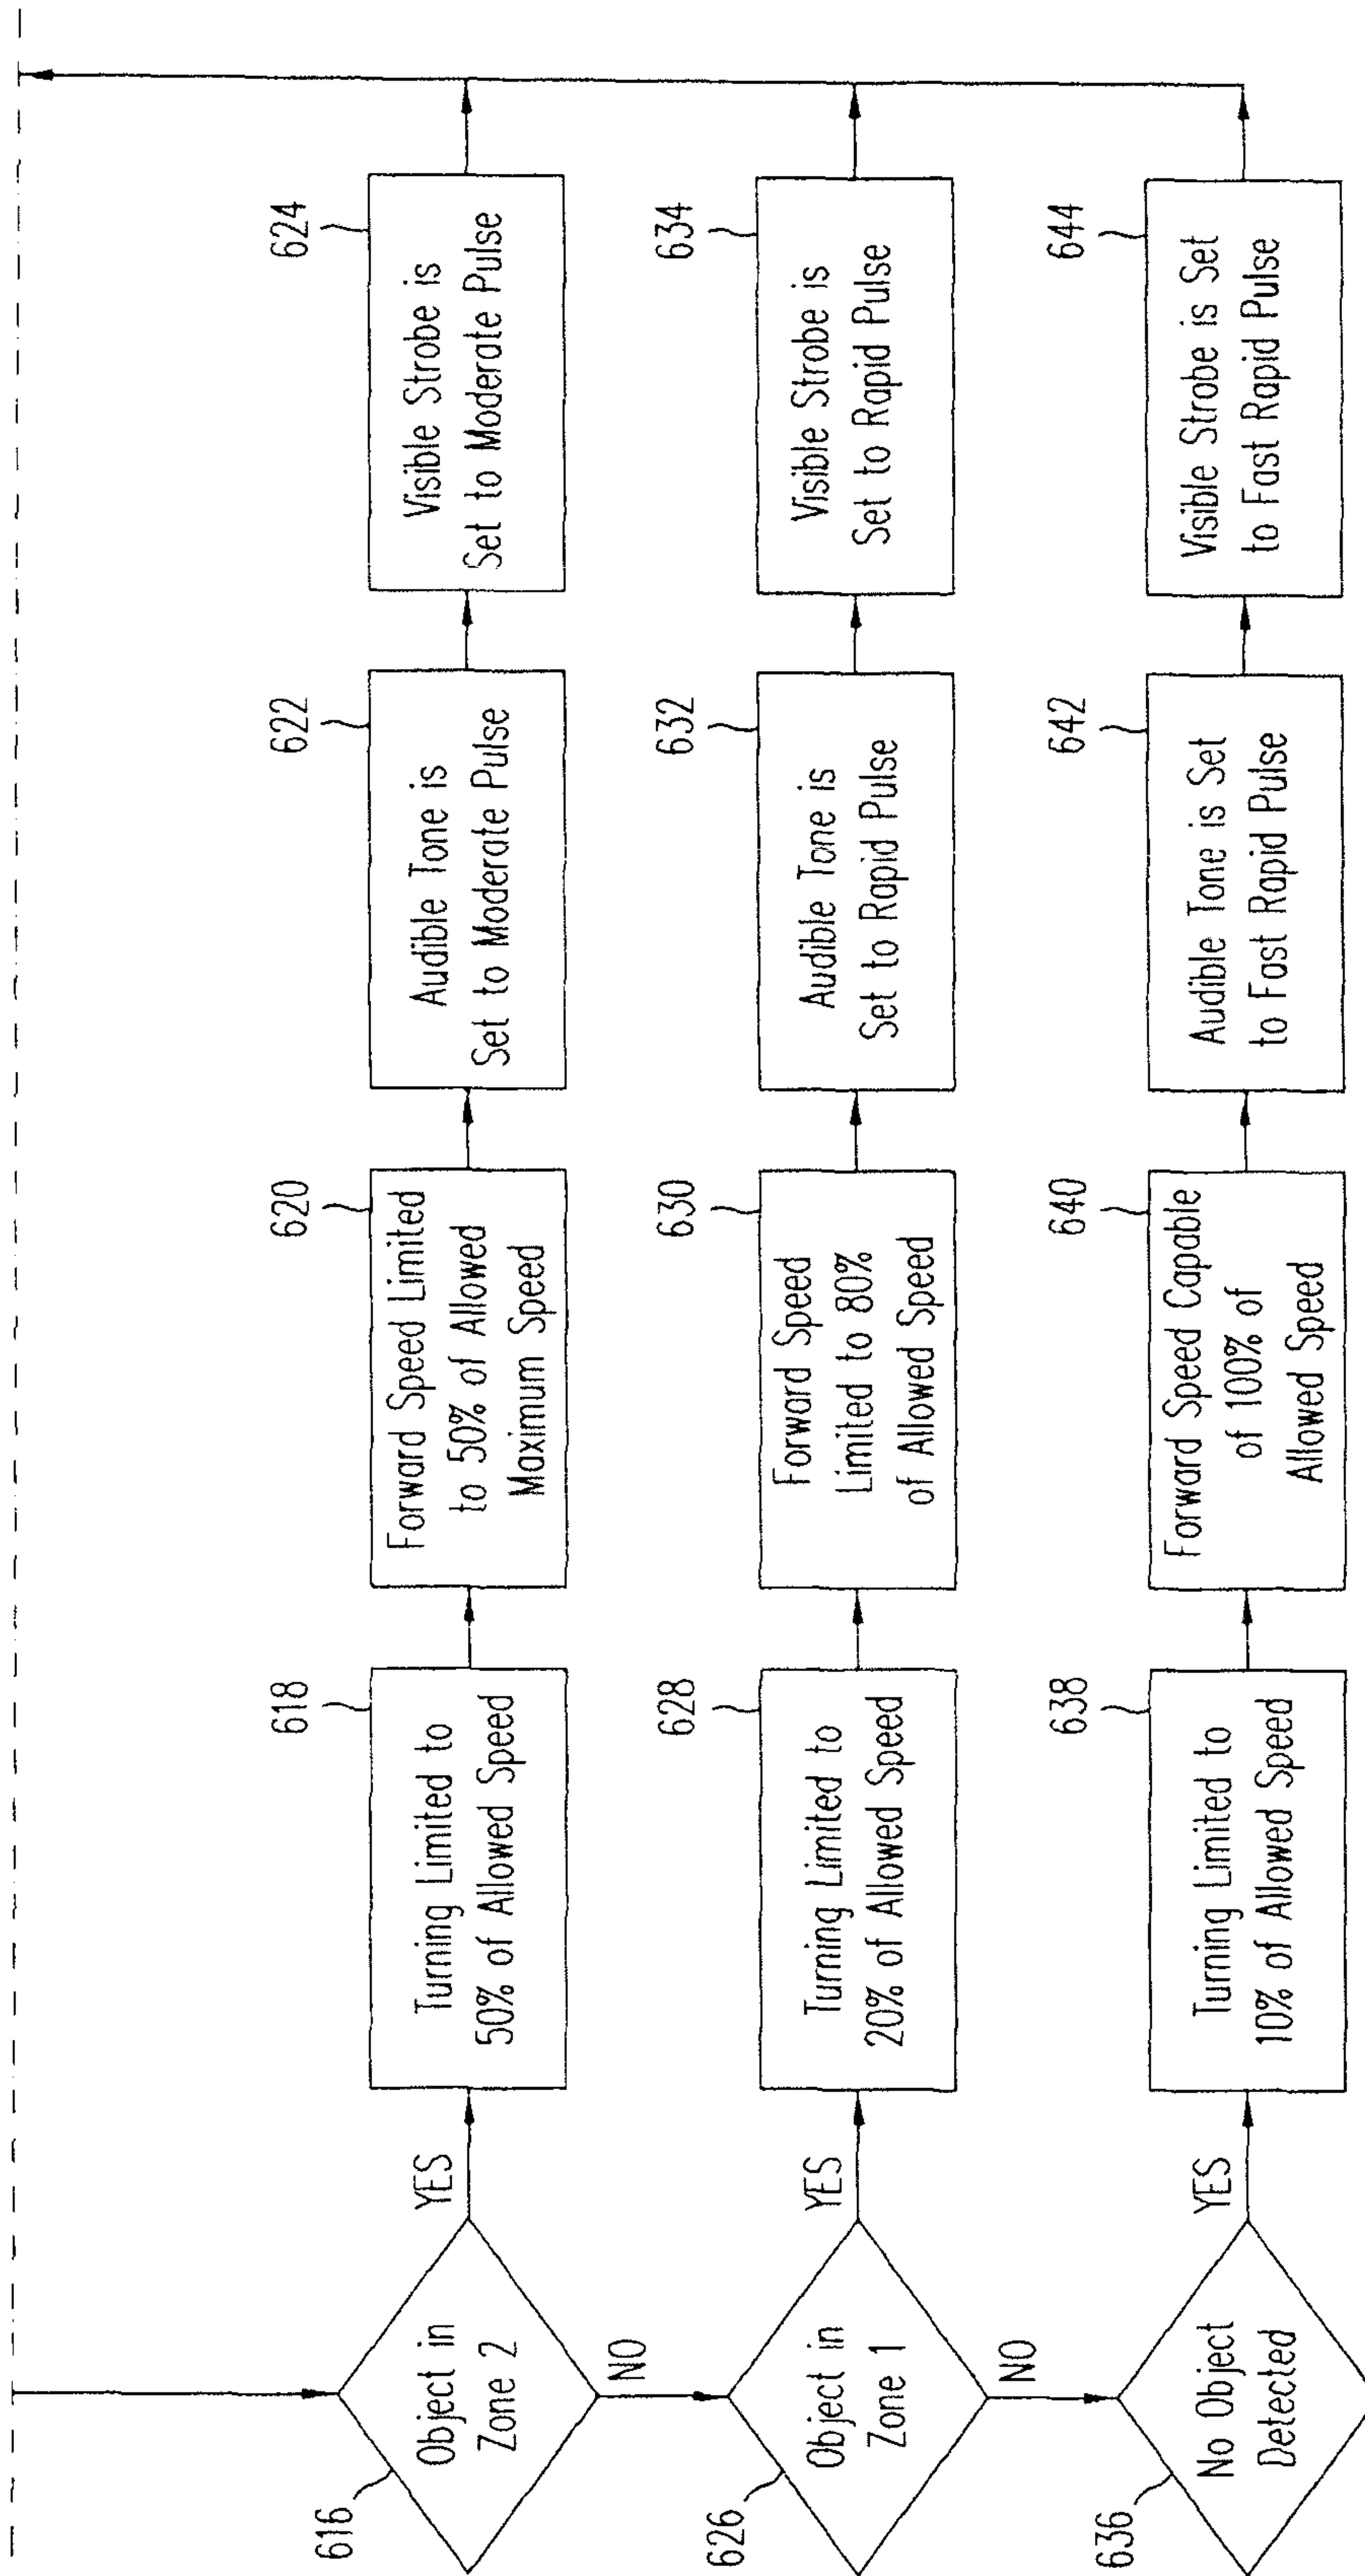 616
Object in
Zone 2
YES
NO
618
Turning Limited to
50% of Allowed Speed
620
Forward Speed Limited
to 50% of Allowed
Maximum Speed
622
Audible Tone is
Set to Moderate Pulse
624
Visible Strobe is
Set to Moderate Pulse
626
Object in
Zone 1
YES
NO
628
Turning Limited to
20% of Allowed Speed
630
Forward Speed
Limited to 80%
of Allowed Speed
632
Audible Tone is
Set to Rapid Pulse
634
Visible Strobe is
Set to Rapid Pulse
636
No Object
Detected
YES
638
Turning Limited to
10% of Allowed Speed
640
Forward Speed Capable
of 100% of
Allowed Speed
642
Audible Tone is Set
to Fast Rapid Pulse
644
Visible Strobe is Set
to Fast Rapid Pulse